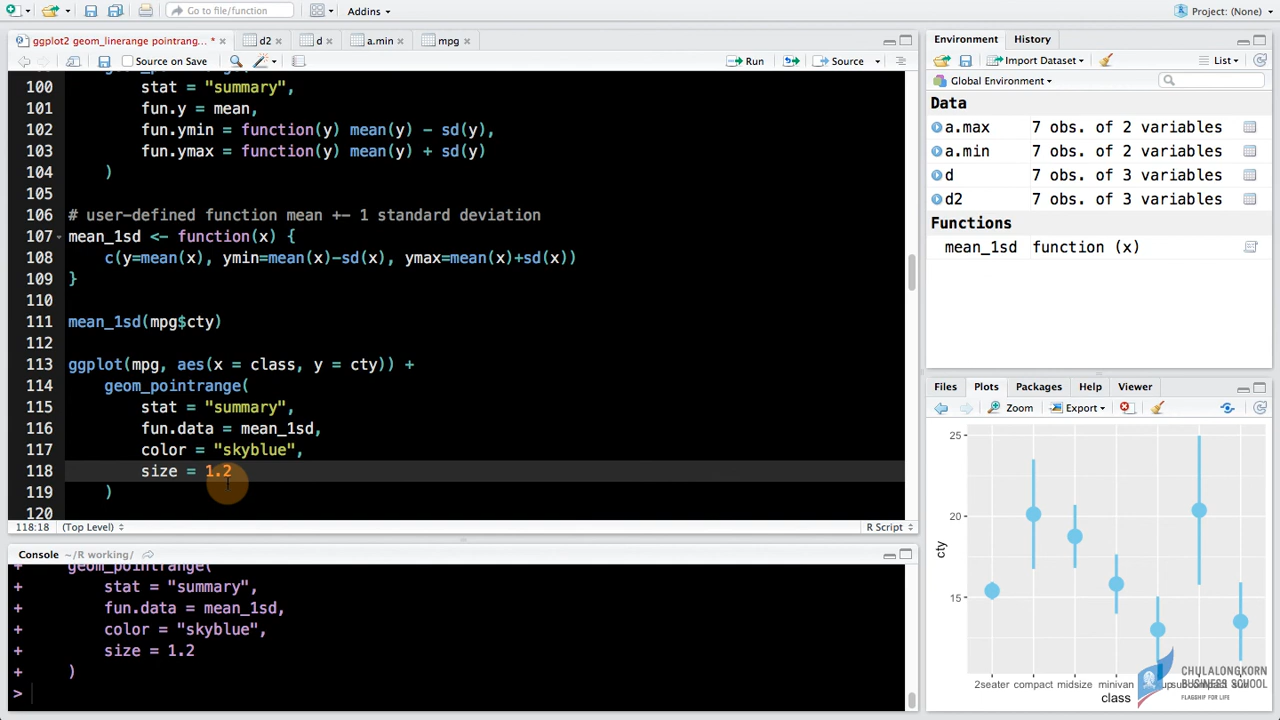 Go to file/function
Addins
Project: (None)
ggplot2 geom_linerange pointrang... *
d2
d
a.min
mpg
Source on Save
Run
Source
100 stat = "summary",
101 fun.y = mean,
102 fun.ymin = function(y) mean(y) - sd(y),
103 fun.ymax = function(y) mean(y) + sd(y)
104 )
105
106 # user-defined function mean +- 1 standard deviation
107 mean_1sd <- function(x) {
108 c(y=mean(x), ymin=mean(x)-sd(x), ymax=mean(x)+sd(x))
109 }
110
111 mean_1sd(mpg$cty)
112
113 ggplot(mpg, aes(x = class, y = cty)) +
114 geom_pointrange(
115 stat = "summary",
116 fun.data = mean_1sd,
117 color = "skyblue",
118 size = 1.2
119 )
120
118:18 (Top Level) R Script
Console ~/R working/
+ geom_pointrange(
+ stat = "summary",
+ fun.data = mean_1sd,
+ color = "skyblue",
+ size = 1.2
+ )
>
Environment History
Import Dataset List
Global Environment
Data
a.max 7 obs. of 2 variables
a.min 7 obs. of 2 variables
d 7 obs. of 3 variables
d2 7 obs. of 3 variables
Functions
mean_1sd function (x)
Files Plots Packages Help Viewer
Zoom Export
25
20
15
cty
2seater compact midsize minivan
class
CHULALONGKORN
BUSINESS SCHOOL
FLAGSHIP FOR LIFE